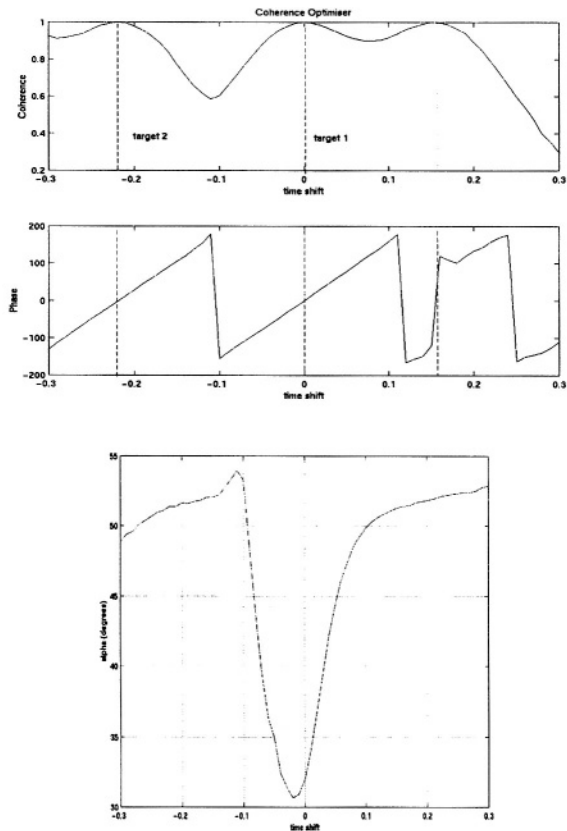 Coherence Optimiser
1
0.8
0.6
0.4
0.2
Coherence
target 2
target 1
-0.3 -0.2 -0.1 0 0.1 0.2 0.3
time shift
200
100
0
-100
-200
Phase
-0.3 -0.2 -0.1 0 0.1 0.2 0.3
time shift
55
50
45
40
35
30
alpha (degrees)
-0.3 -0.2 -0.1 0 0.1 0.2 0.3
time shift